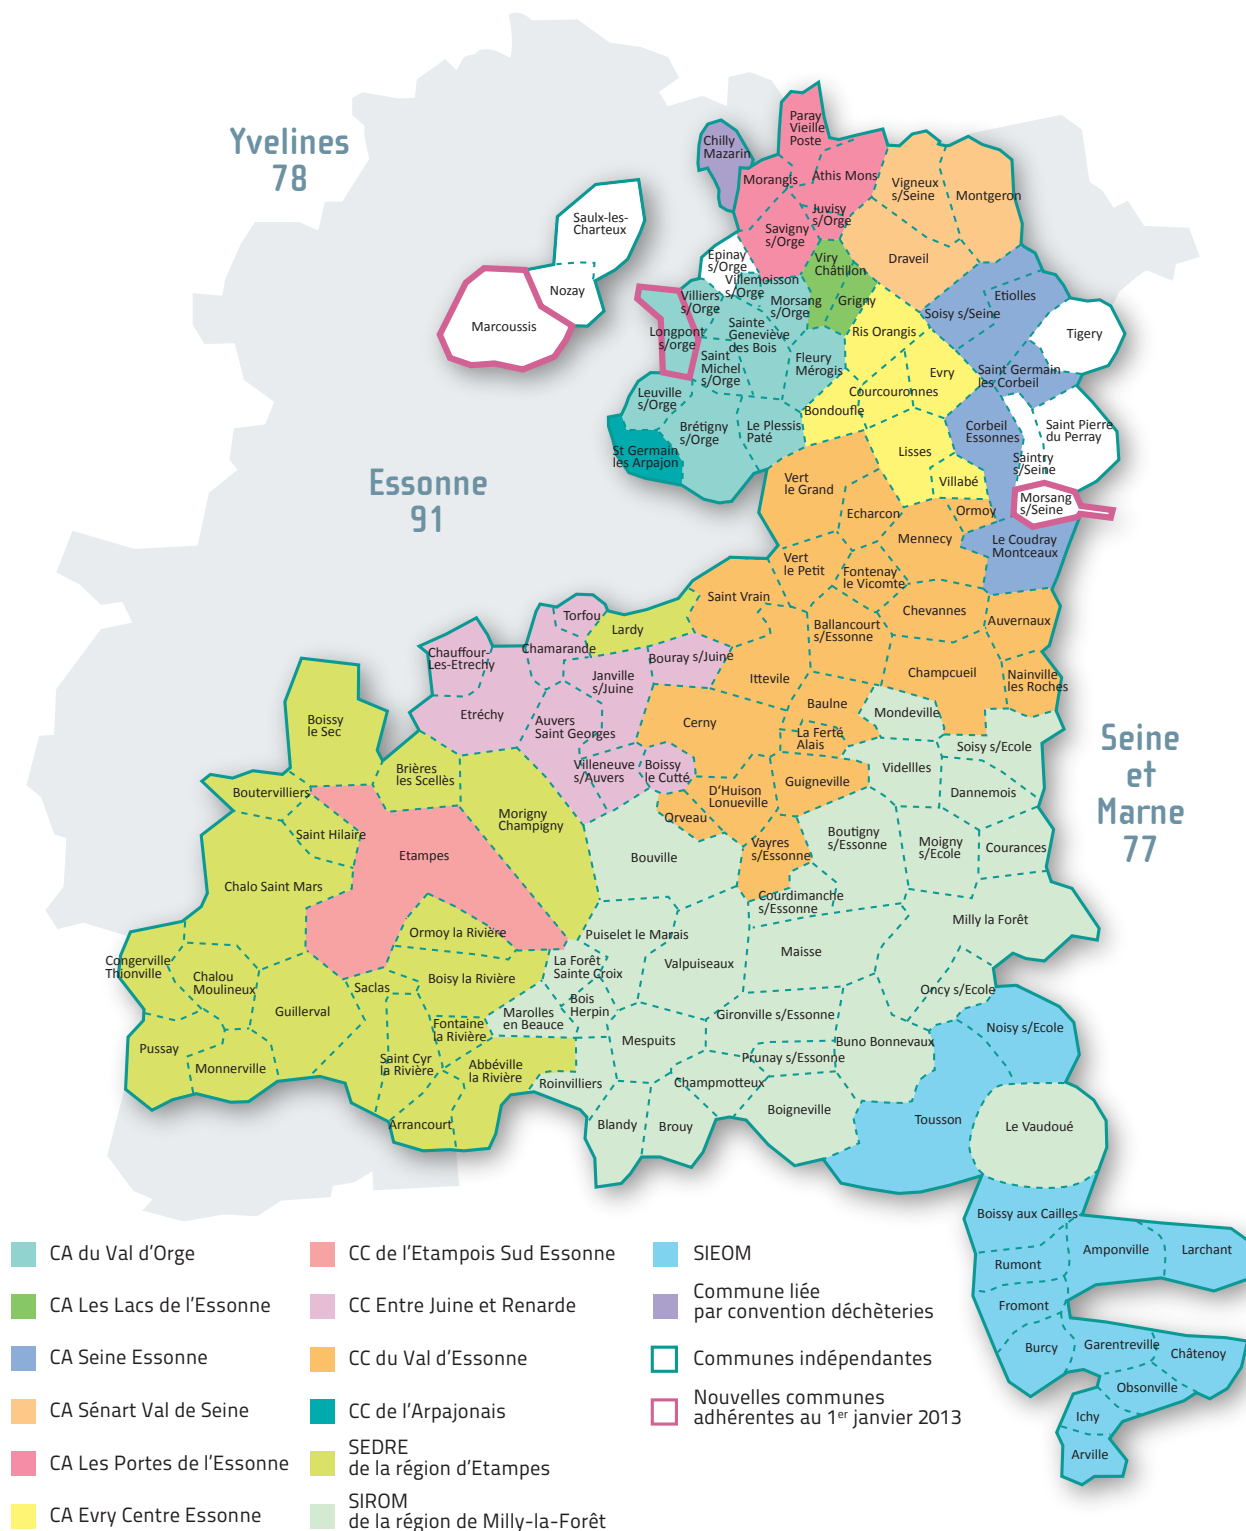 Yvelines
78
Essonne
91
Seine
et
Marne
77
Paray
Vieille
Poste
Chilly
Mazarin
Morangis
Athis Mons
Juvisy
s/Orge
Savigny
s/Orge
Vigneux
s/Seine
Montgeron
Draveil
Saulx-les-
Charteux
Nozay
Marcoussis
Epinay
s/Orge
Villemoisson
s/Orge
Viry
Châtillon
Grigny
Villiers
s/Orge
Morsang
s/Orge
Longpont
s/orge
Sainte
Geneviève
des Bois
Saint
Michel
s/Orge
Fleury
Mérogis
Ris Orangis
Soisy s/Seine
Etiolles
Tigery
Saint Germain
les Corbeil
Evry
Courcouronnes
Bondoufle
Leuville
s/Orge
Brétigny
s/Orge
Le Plessis
Paté
St Germain
les Arpajon
Lisses
Corbeil
Essonnes
Saint Pierre
du Perray
Saintry
s/Seine
Villabé
Morsang
s/Seine
Vert
le Grand
Echarcon
Ormoy
Mennecy
Le Coudray
Montceaux
Vert
le Petit
Fontenay
le Vicomte
Saint Vrain
Ballancourt
s/Essonne
Chevannes
Auvernaux
Champcueil
Nainville
les Roches
Itteville
Torfou
Lardy
Chamarande
Chauffour-
Les-Etrechy
Bouray s/Juine
Janville
s/Juine
Etréchy
Auvers
Saint Georges
Cerny
Baulne
La Ferté
Alais
Mondeville
Soisy s/Ecole
Villeneuve
s/Auvers
Boissy
le Cutté
D'Huison
Lonueville
Guigneville
Videllles
Dannemois
Boissy
le Sec
Brières
les Scellès
Boutervilliers
Saint Hilaire
Morigny
Champigny
Orveau
Vayres
s/Essonne
Boutigny
s/Essonne
Moigny
s/Ecole
Courances
Etampes
Bouville
Chalo Saint Mars
Courdimanche
s/Essonne
Milly la Forêt
Ormoy la Rivière
Puiselet le Marais
Maisse
Congerville
Thionville
Chalou
Moulineux
Boisy la Rivière
La Forêt
Sainte Croix
Valpuiseaux
Saclas
Oncy s/Ecole
Guillerval
Marolles
en Beauce
Bois
Herpin
Gironville s/Essonne
Noisy s/Ecole
Fontaine
la Rivière
Pussay
Monnerville
Saint Cyr
la Rivière
Abbéville
la Rivière
Mespuits
Prunay s/Essonne
Buno Bonnevaux
Roinvilliers
Champmotteux
Arrancourt
Blandy
Brouy
Boigneville
Tousson
Le Vaudoué
Boissy aux Cailles
Rumont
Amponville
Larchant
Fromont
Burcy
Garentreville
Châtenoy
Obsonville
Ichy
Arville
CA du Val d'Orge
CA Les Lacs de l'Essonne
CA Seine Essonne
CA Sénart Val de Seine
CA Les Portes de l'Essonne
CA Evry Centre Essonne
CC de l'Etampois Sud Essonne
CC Entre Juine et Renarde
CC du Val d'Essonne
CC de l'Arpajonais
SEDRE
de la région d'Etampes
SIROM
de la région de Milly-la-Forêt
SIEOM
Commune liée
par convention déchèteries
Communes indépendantes
Nouvelles communes
adhérentes au 1er janvier 2013